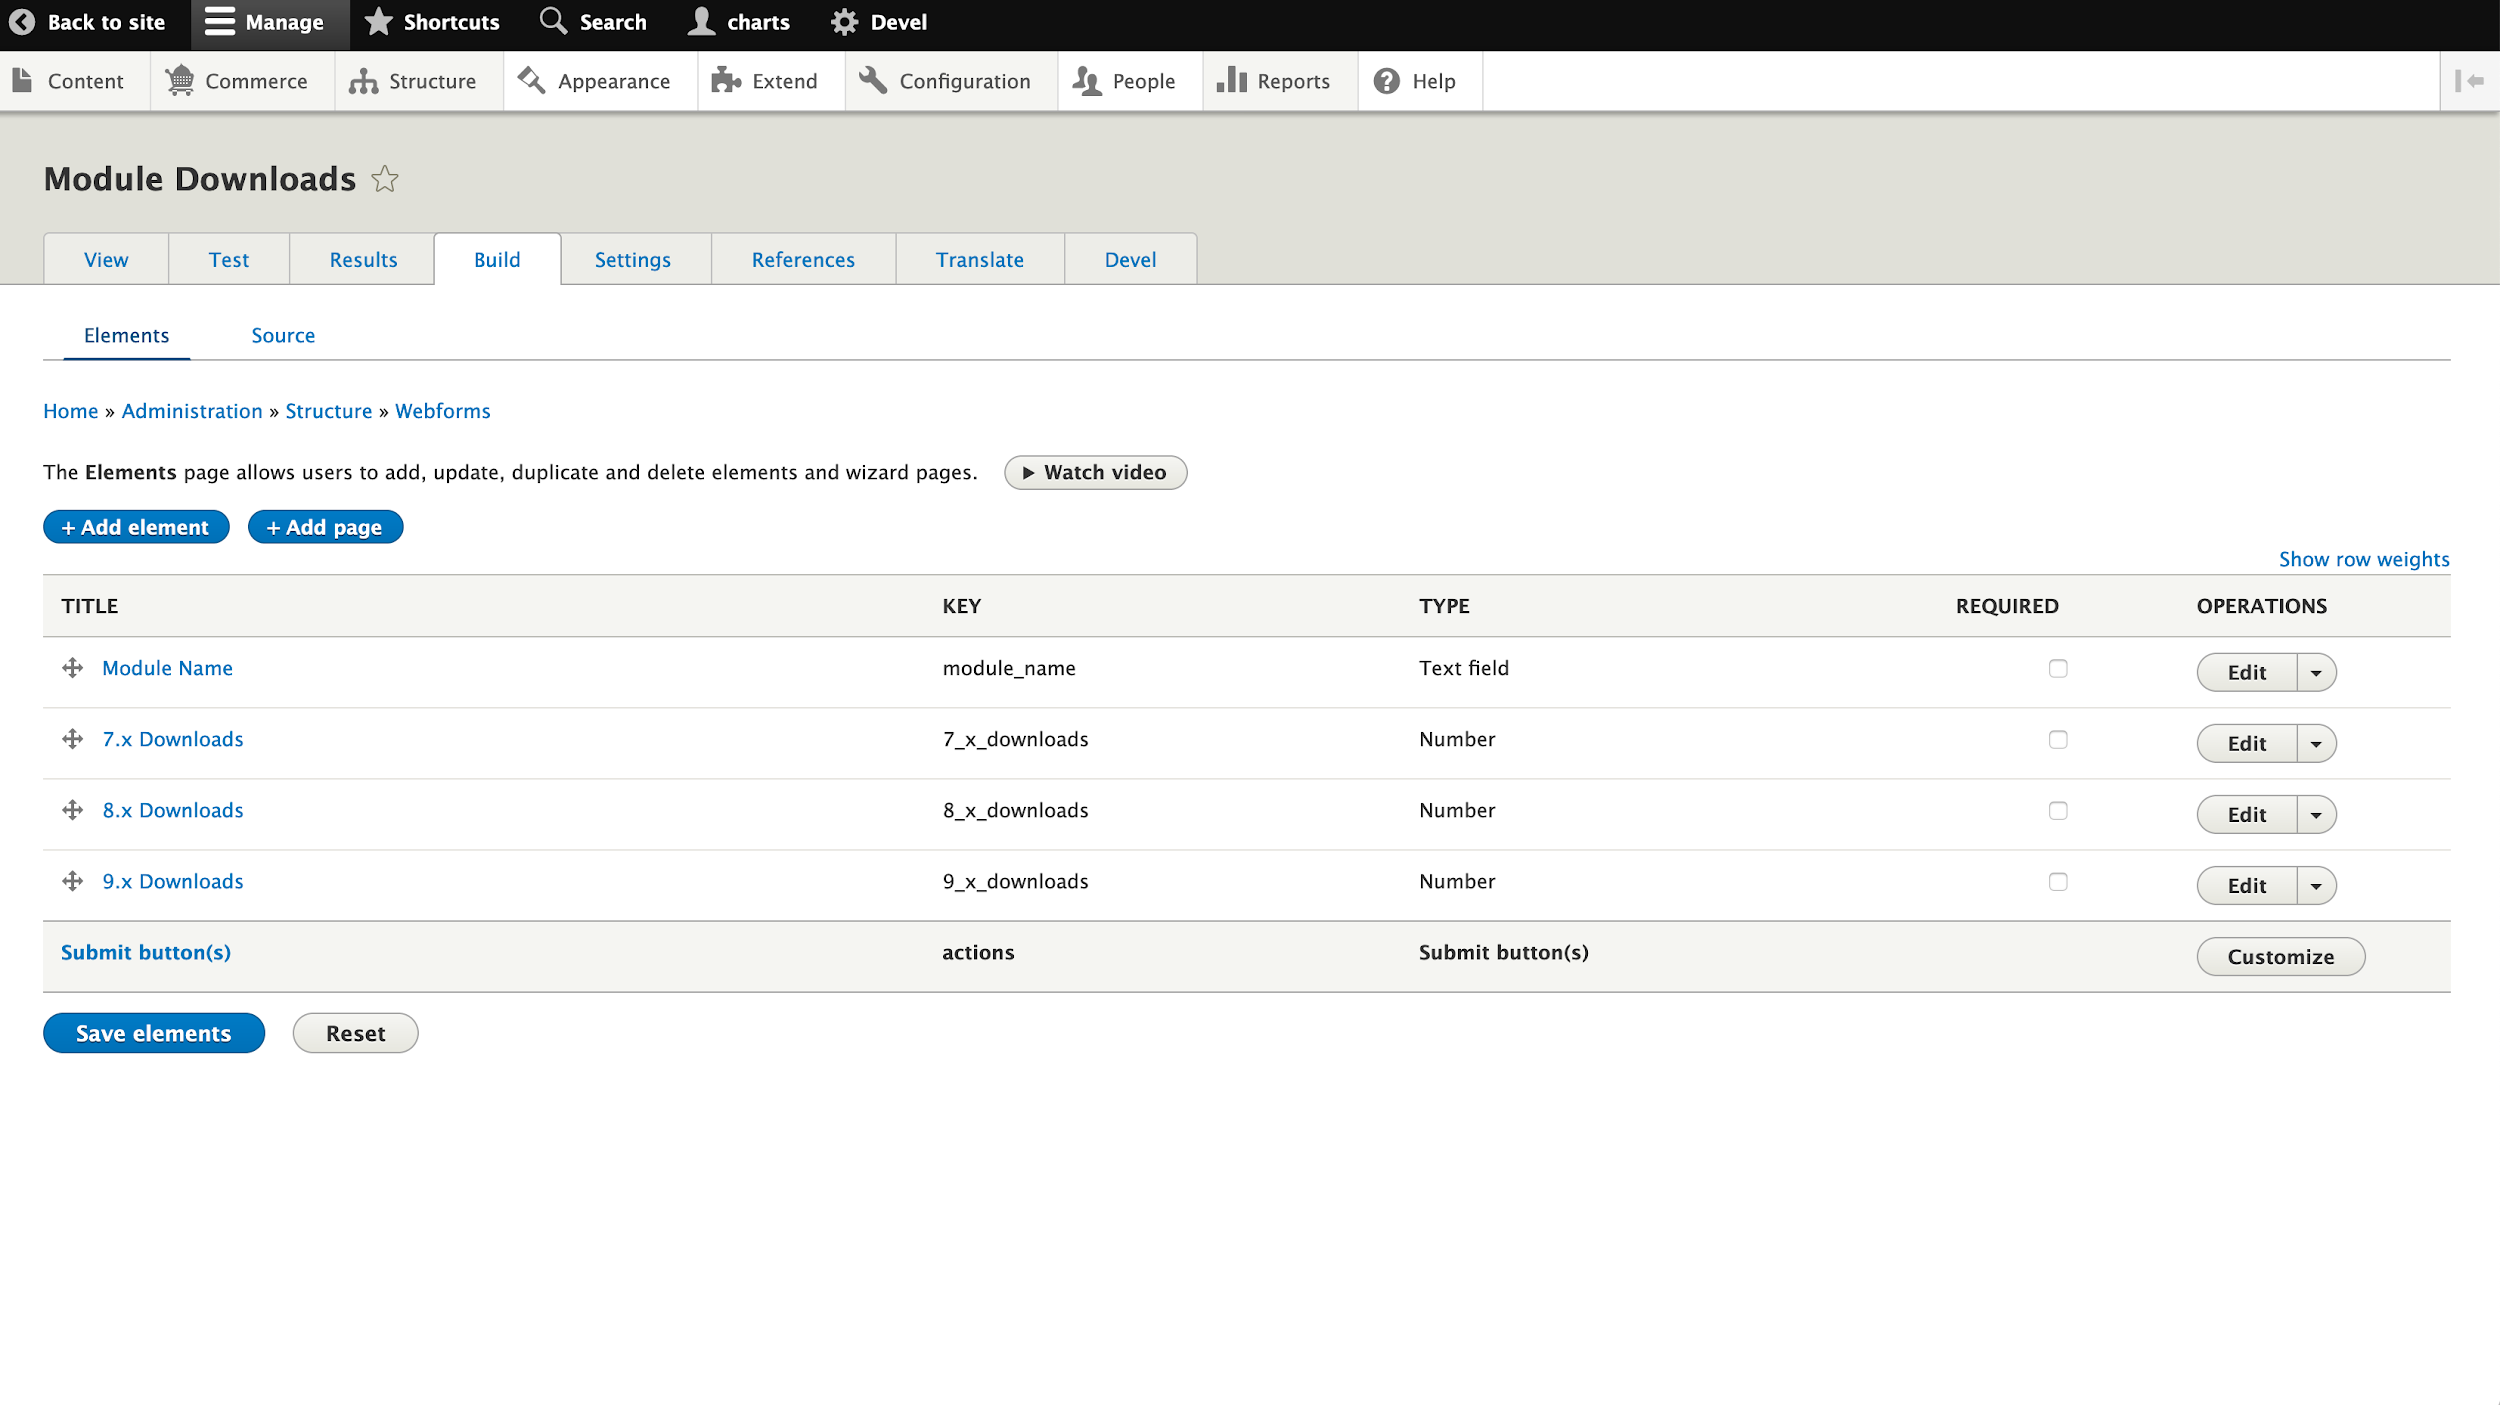 Back to site Manage Shortcuts Search charts Devel
Content Commerce Structure Appearance Extend Configuration People Reports Help
Module Downloads
View Test Results Build Settings References Translate Devel
Elements Source
Home » Administration » Structure » Webforms
The Elements page allows users to add, update, duplicate and delete elements and wizard pages. Watch video
+ Add element + Add page
Show row weights
TITLE KEY TYPE REQUIRED OPERATIONS
Module Name module_name Text field Edit
7.x Downloads 7_x_downloads Number Edit
8.x Downloads 8_x_downloads Number Edit
9.x Downloads 9_x_downloads Number Edit
Submit button(s) actions Submit button(s) Customize
Save elements Reset